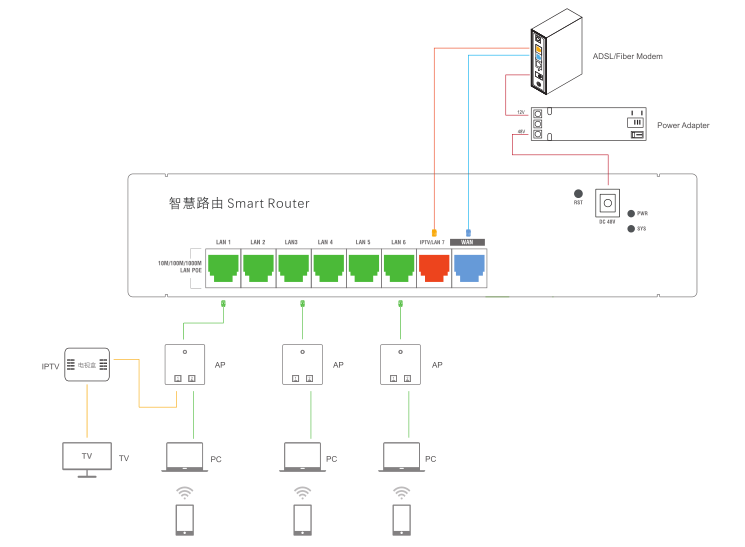 ADSL/Fiber Modem
12V
48V
Power Adapter
智慧路由 Smart Router
RST
DC 48V
PWR
SYS
LAN 1
LAN 2
LAN3
LAN 4
LAN 5
LAN 6
IPTV/LAN 7
WAN
10M/100M/1000M
LAN POE
IPTV
电视盒
AP
AP
AP
TV
TV
PC
PC
PC